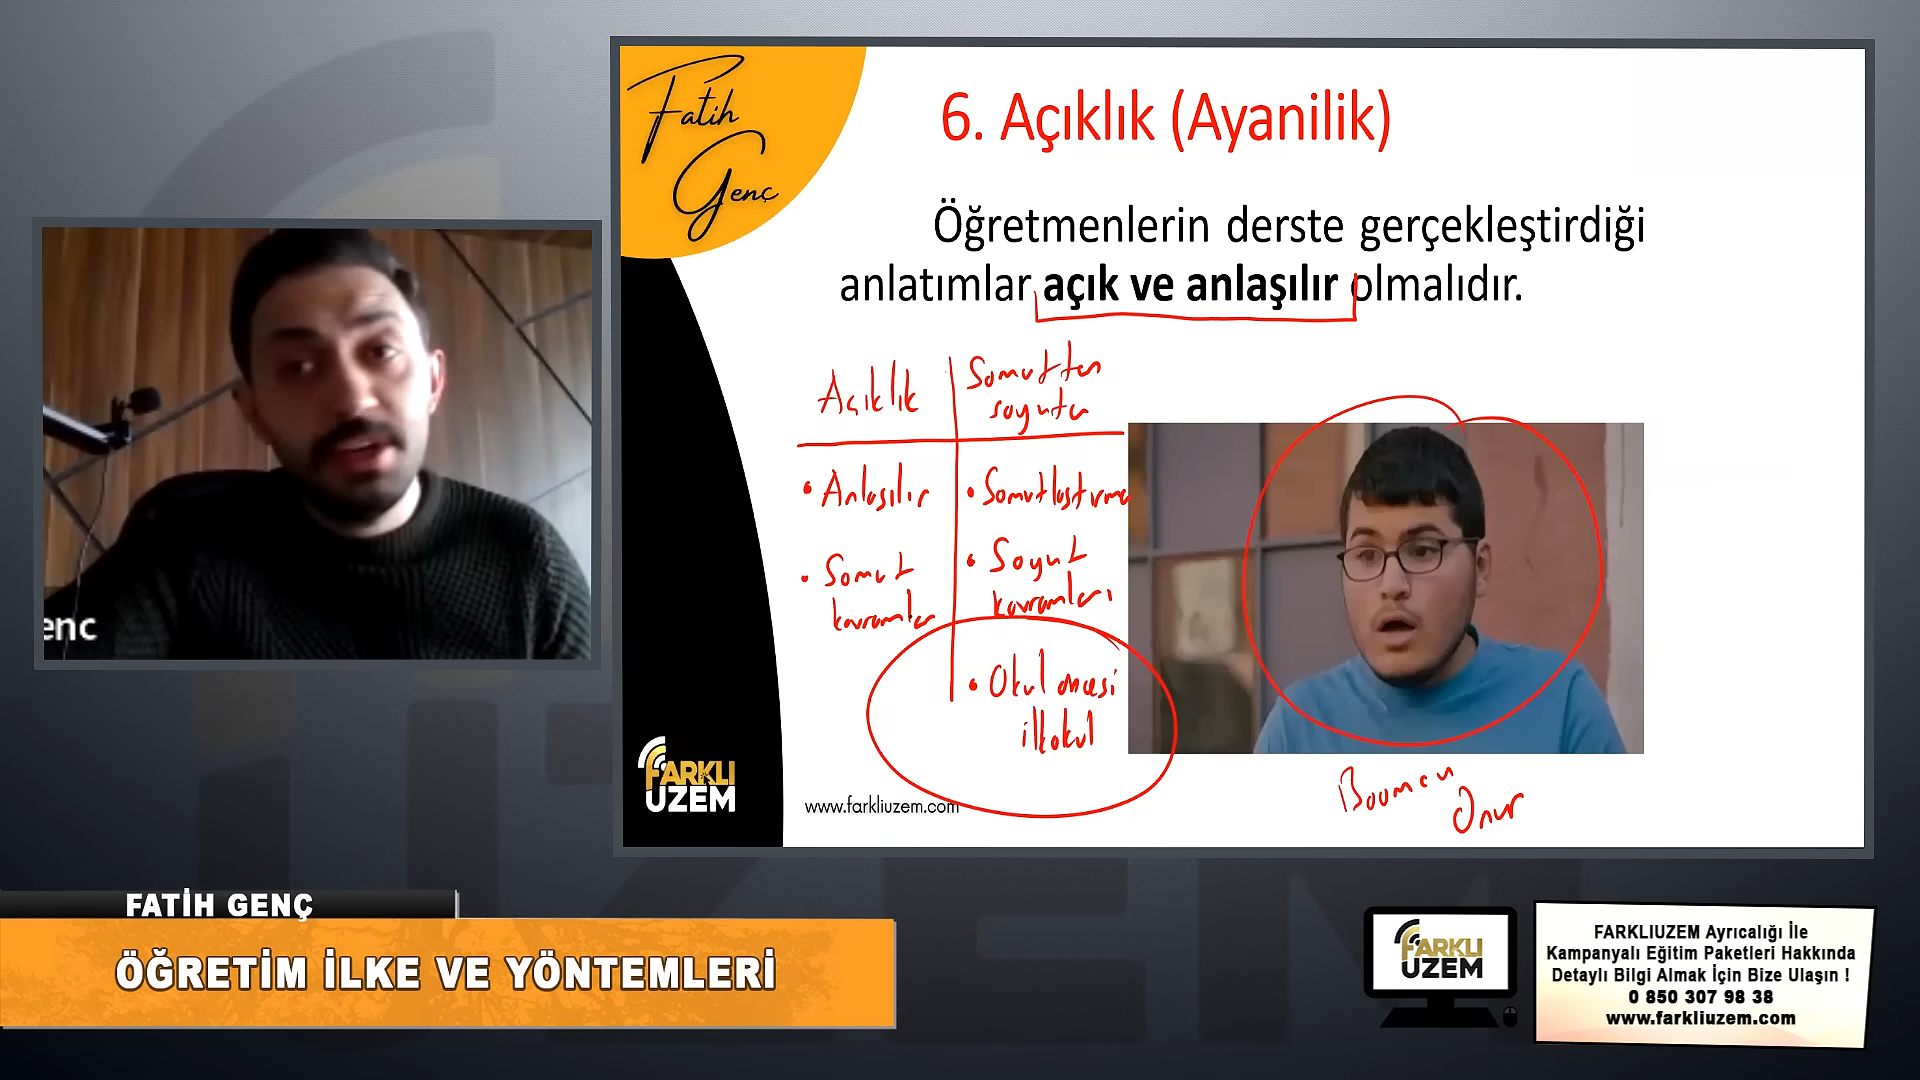 Fatih
Genç
6. Açıklık (Ayanilik)
Öğretmenlerin derste gerçekleştirdiği
anlatımlar açık ve anlaşılır olmalıdır.
Açıklık
Somuttan
soyuta
• Anlaşılır
• Somutlaştırma
• Somut
kavramlar
• Soyut
kavramları
• Okul öncesi
ilkokul
Onur
enc
FARKLI
UZEM
www.farkliuzem.com
FATİH GENÇ
ÖĞRETİM İLKE VE YÖNTEMLERİ
FARKLI
UZEM
FARKLIUZEM Ayrıcalığı İle
Kampanyalı Eğitim Paketleri Hakkında
Detaylı Bilgi Almak İçin Bize Ulaşın !
0 850 307 98 38
www.farkliuzem.com